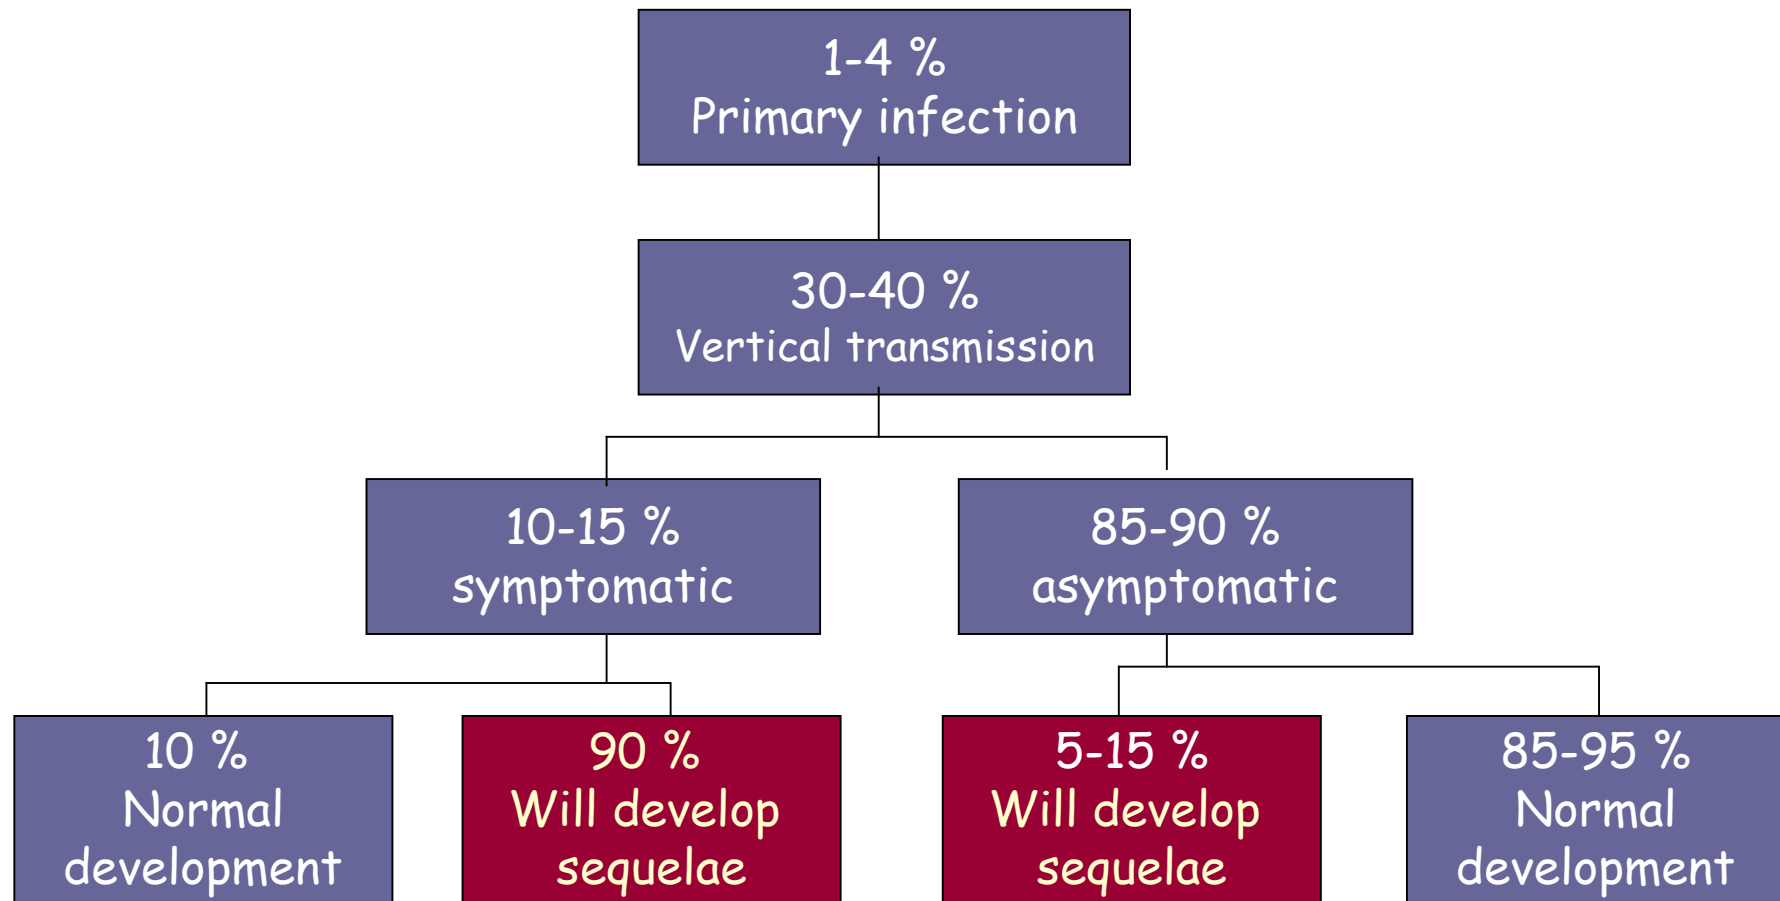 1-4 %
Primary infection
30-40 %
Vertical transmission
10-15 %
symptomatic
85-90 %
asymptomatic
10 %
Normal
development
90 %
Will develop
sequelae
5-15 %
Will develop
sequelae
85-95 %
Normal
development